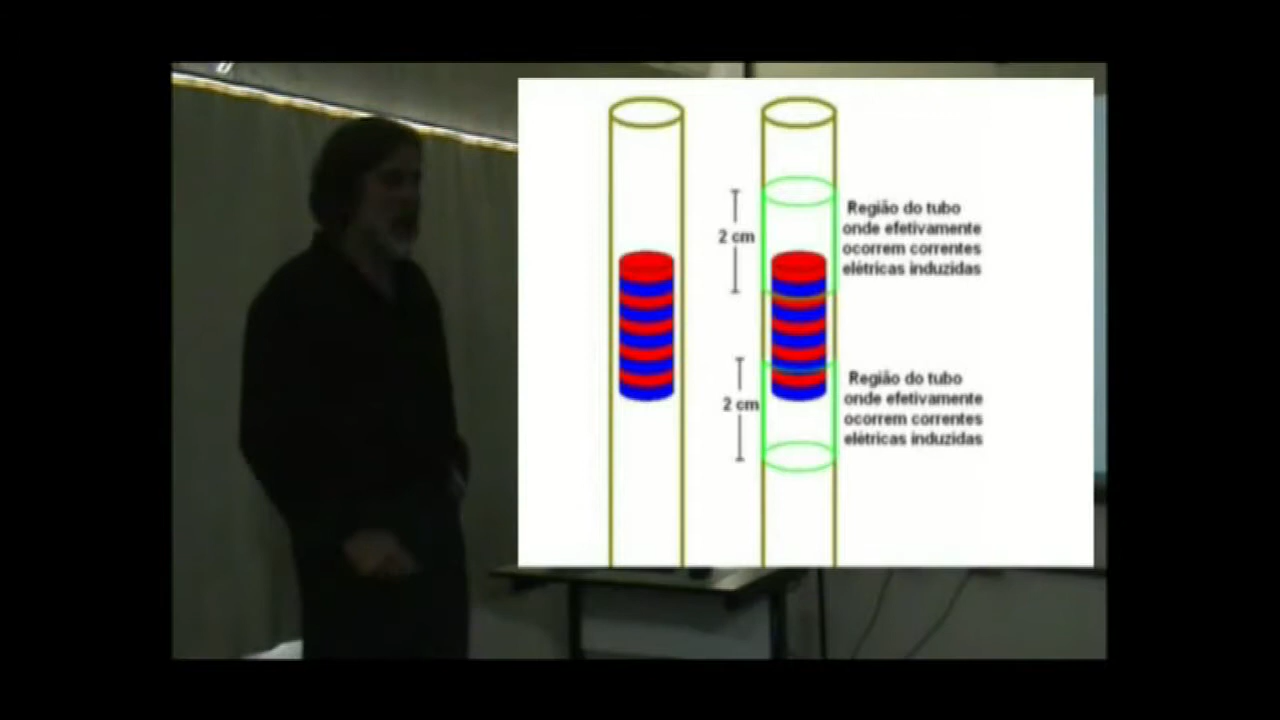 Região do tubo
onde efetivamente
ocorrem correntes
elétricas induzidas
2 cm
Região do tubo
onde efetivamente
ocorrem correntes
elétricas induzidas
2 cm